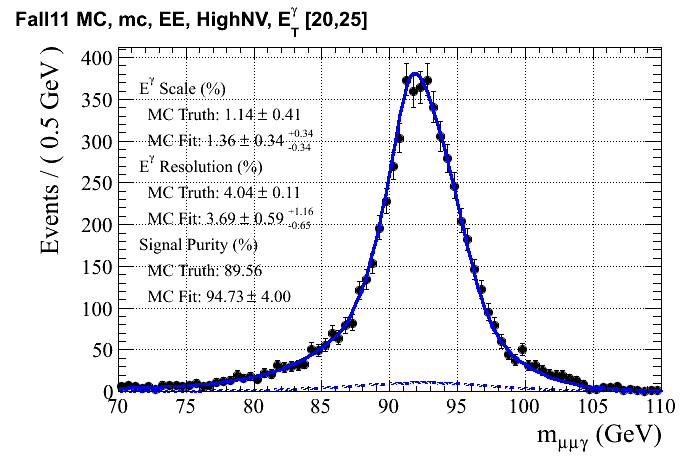 Fall11 MC, mc, EE, HighNV, E_T^γ [20,25]
Events / ( 0.5 GeV )
400
350
300
250
200
150
100
50
0
E^γ Scale (%)
MC Truth: 1.14 ± 0.41
MC Fit: 1.36 ± 0.34 +0.34 -0.34
E^γ Resolution (%)
MC Truth: 4.04 ± 0.11
MC Fit: 3.69 ± 0.59 +1.16 -0.65
Signal Purity (%)
MC Truth: 89.56
MC Fit: 94.73 ± 4.00
70 75 80 85 90 95 100 105 110
m_μμγ (GeV)